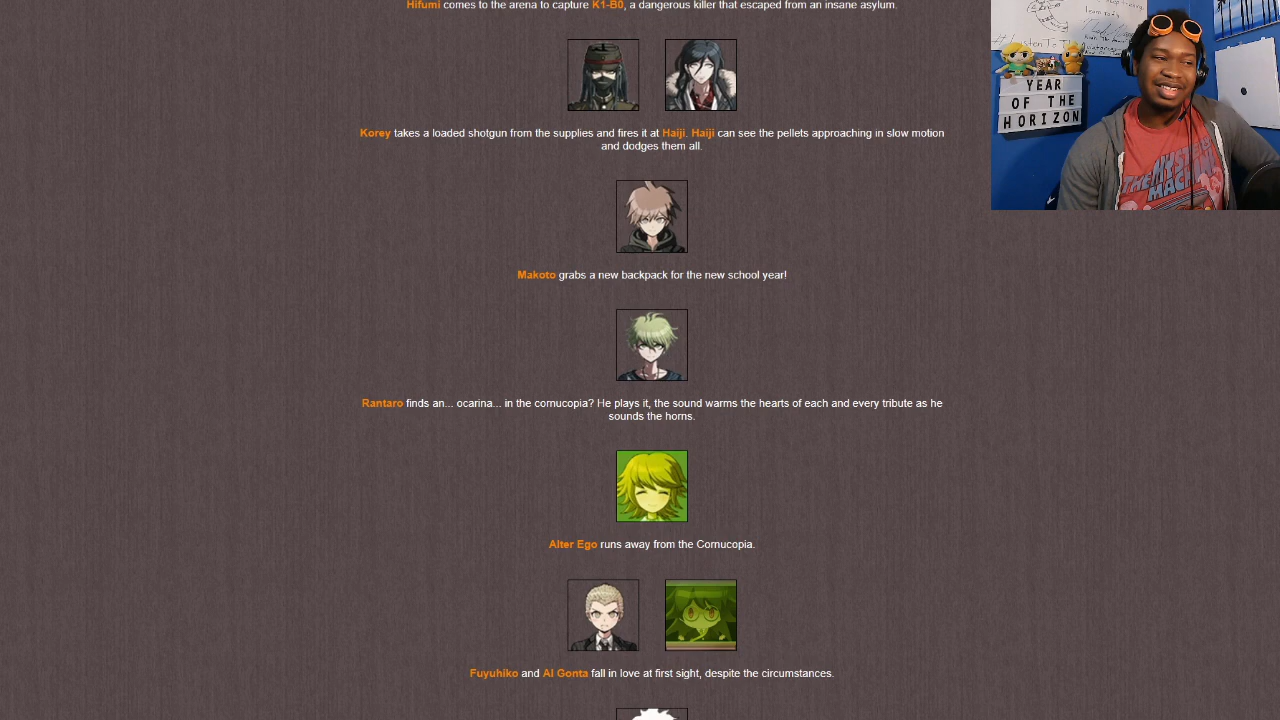 Hifumi comes to the arena to capture K1-B0, a dangerous killer that escaped from an insane asylum.
YEAR
OF THE
HORIZON
THE MYSTERY
MACHINE
Korey takes a loaded shotgun from the supplies and fires it at Haiji. Haiji can see the pellets approaching in slow motion
and dodges them all.
Makoto grabs a new backpack for the new school year!
Rantaro finds an... ocarina... in the cornucopia? He plays it, the sound warms the hearts of each and every tribute as he
sounds the horns.
Alter Ego runs away from the Cornucopia.
Fuyuhiko and AI Gonta fall in love at first sight, despite the circumstances.